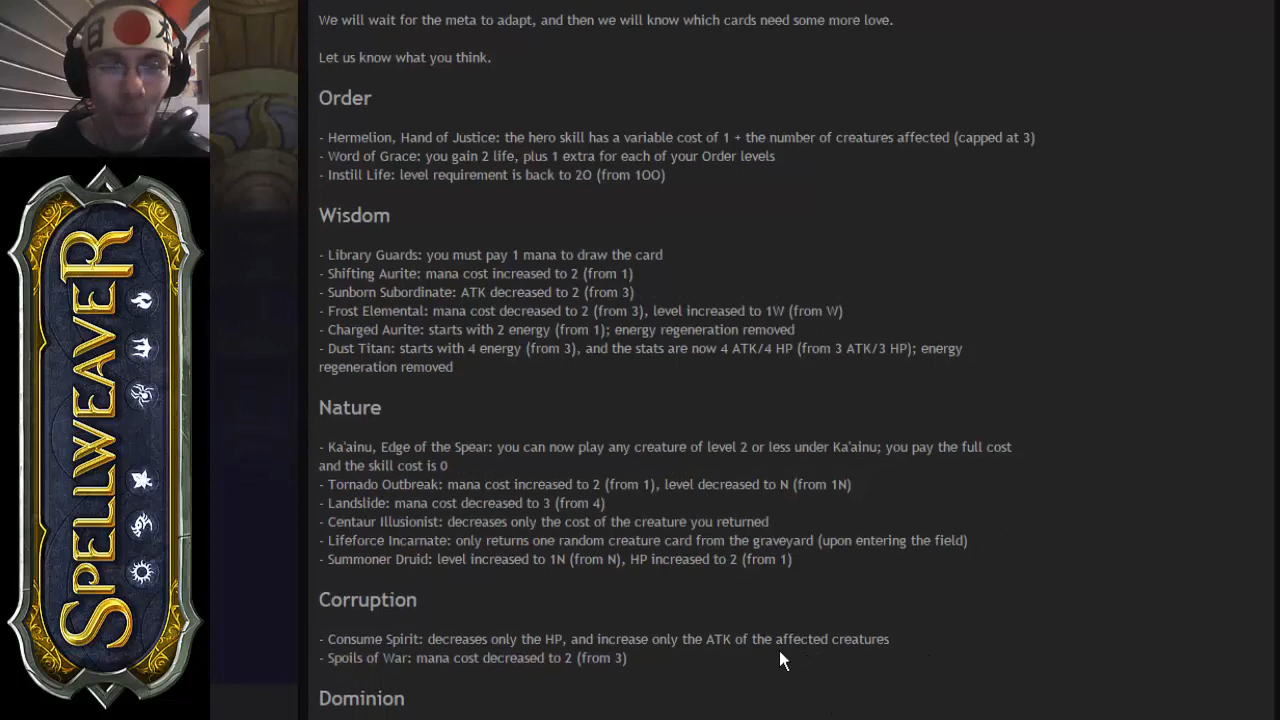 日 本
SPELLWEAVER
We will wait for the meta to adapt, and then we will know which cards need some more love.
Let us know what you think.
Order
- Hermelion, Hand of Justice: the hero skill has a variable cost of 1 + the number of creatures affected (capped at 3)
- Word of Grace: you gain 2 life, plus 1 extra for each of your Order levels
- Instill Life: level requirement is back to 2O (from 1OO)
Wisdom
- Library Guards: you must pay 1 mana to draw the card
- Shifting Aurite: mana cost increased to 2 (from 1)
- Sunborn Subordinate: ATK decreased to 2 (from 3)
- Frost Elemental: mana cost decreased to 2 (from 3), level increased to 1W (from W)
- Charged Aurite: starts with 2 energy (from 1); energy regeneration removed
- Dust Titan: starts with 4 energy (from 3), and the stats are now 4 ATK/4 HP (from 3 ATK/3 HP); energy
regeneration removed
Nature
- Ka'ainu, Edge of the Spear: you can now play any creature of level 2 or less under Ka'ainu; you pay the full cost
and the skill cost is 0
- Tornado Outbreak: mana cost increased to 2 (from 1), level decreased to N (from 1N)
- Landslide: mana cost decreased to 3 (from 4)
- Centaur Illusionist: decreases only the cost of the creature you returned
- Lifeforce Incarnate: only returns one random creature card from the graveyard (upon entering the field)
- Summoner Druid: level increased to 1N (from N), HP increased to 2 (from 1)
Corruption
- Consume Spirit: decreases only the HP, and increase only the ATK of the affected creatures
- Spoils of War: mana cost decreased to 2 (from 3)
Dominion